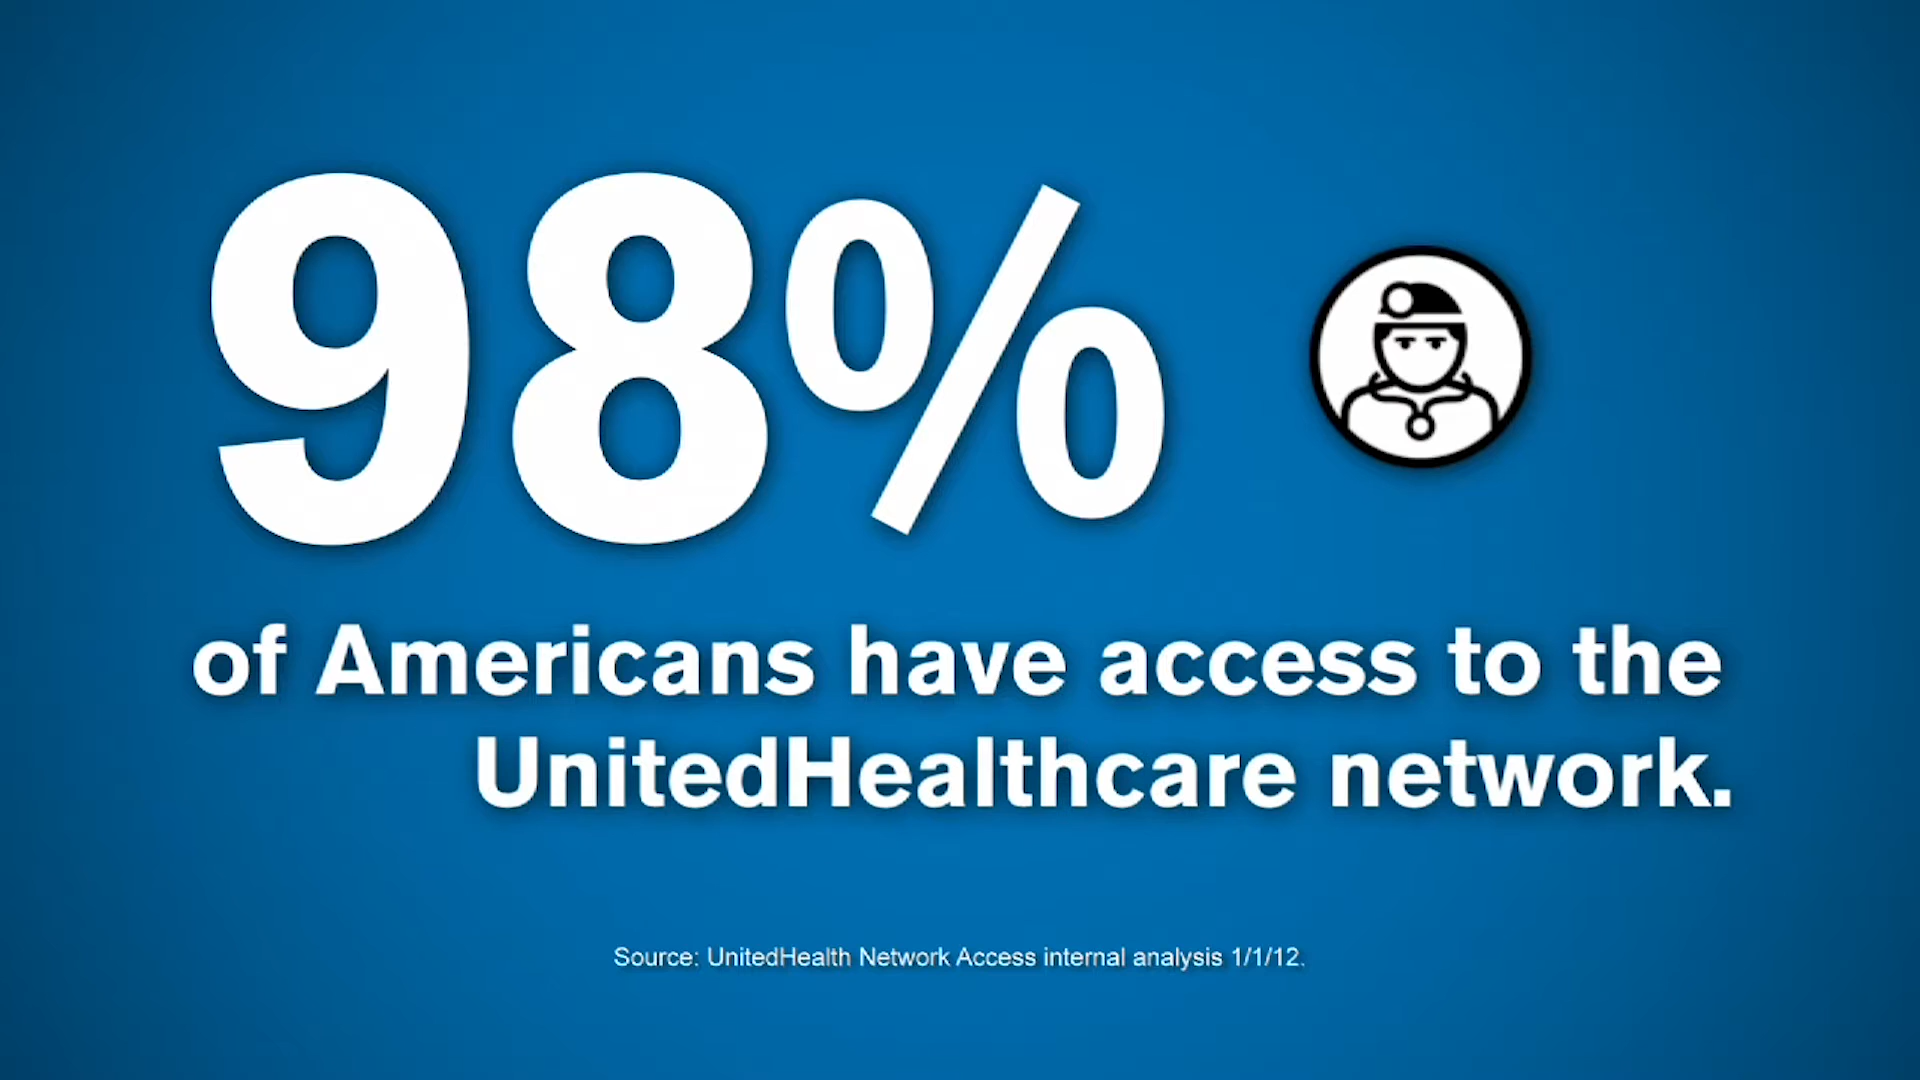 98%
of Americans have access to the
UnitedHealthcare network.
Source: UnitedHealth Network Access internal analysis 1/1/12.